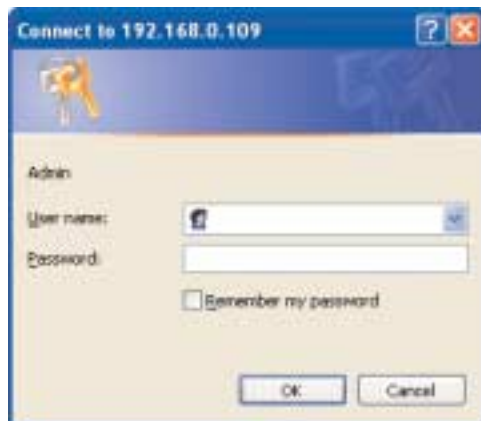 Connect to 192.168.0.109
Admin
User name:
Password:
Remember my password
OK
Cancel